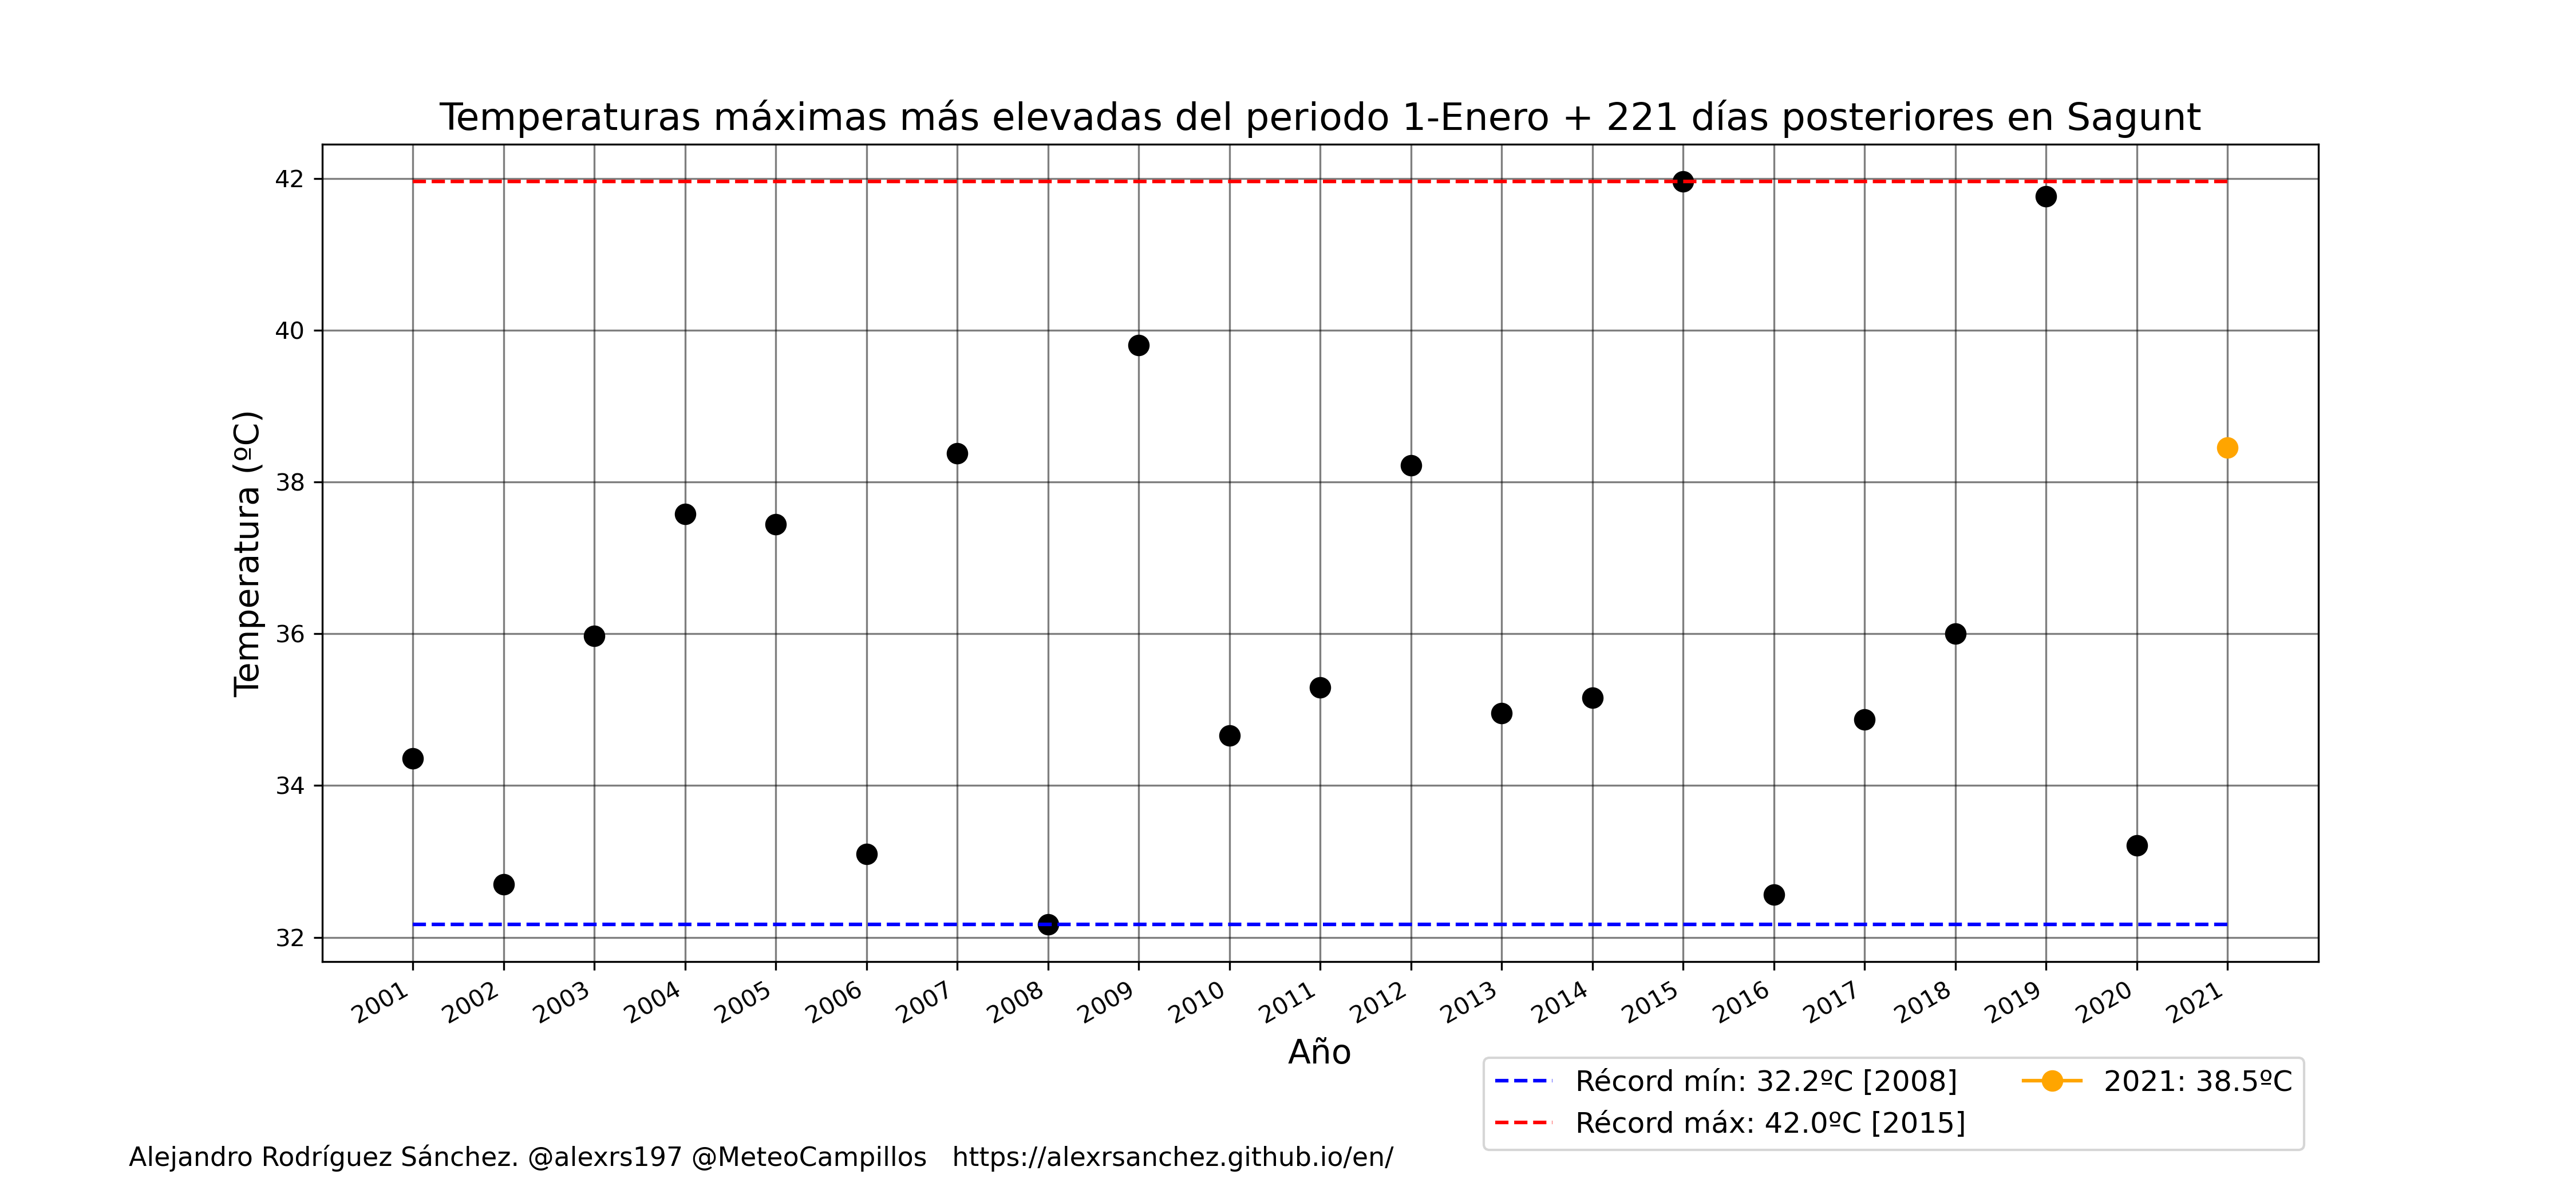 Temperaturas máximas más elevadas del periodo 1-Enero + 221 días posteriores en Sagunt
Temperatura (ºC)
42
40
38
36
34
32
2001 2002 2003 2004 2005 2006 2007 2008 2009 2010 2011 2012 2013 2014 2015 2016 2017 2018 2019 2020 2021
Año
Récord mín: 32.2ºC [2008]
Récord máx: 42.0ºC [2015]
2021: 38.5ºC
Alejandro Rodríguez Sánchez. @alexrs197 @MeteoCampillos https://alexrsanchez.github.io/en/